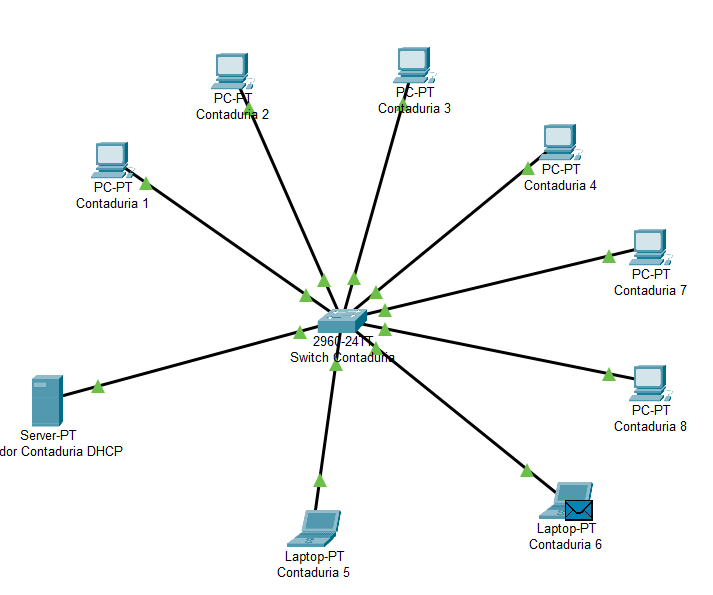 PC-PT
Contaduria 2
PC-PT
Contaduria 3
PC-PT
Contaduria 1
PC-PT
Contaduria 4
PC-PT
Contaduria 7
2960-24TT
Switch Contaduria
PC-PT
Contaduria 8
Server-PT
dor Contaduria DHCP
Laptop-PT
Contaduria 5
Laptop-PT
Contaduria 6